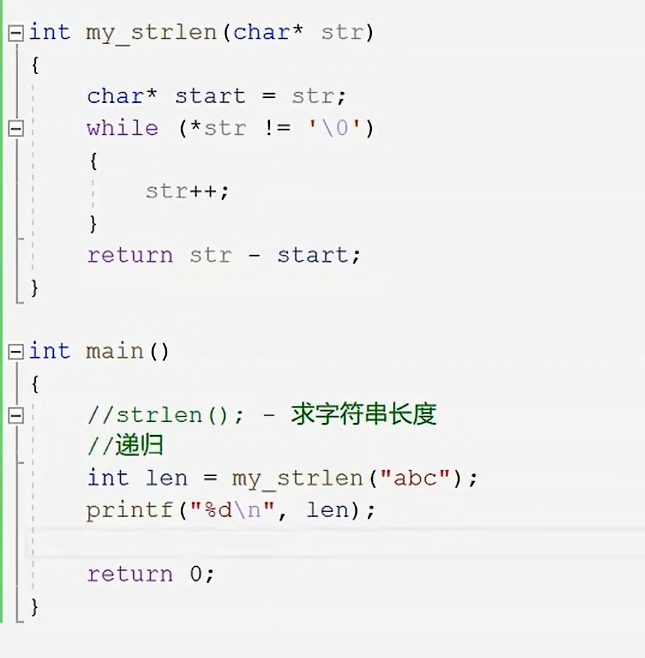 int my_strlen(char* str)
{
    char* start = str;
    while (*str != '\0')
    {
        str++;
    }
    return str - start;
}
int main()
{
    //strlen(); - 求字符串长度
    //递归
    int len = my_strlen("abc");
    printf("%d\n", len);
    return 0;
}